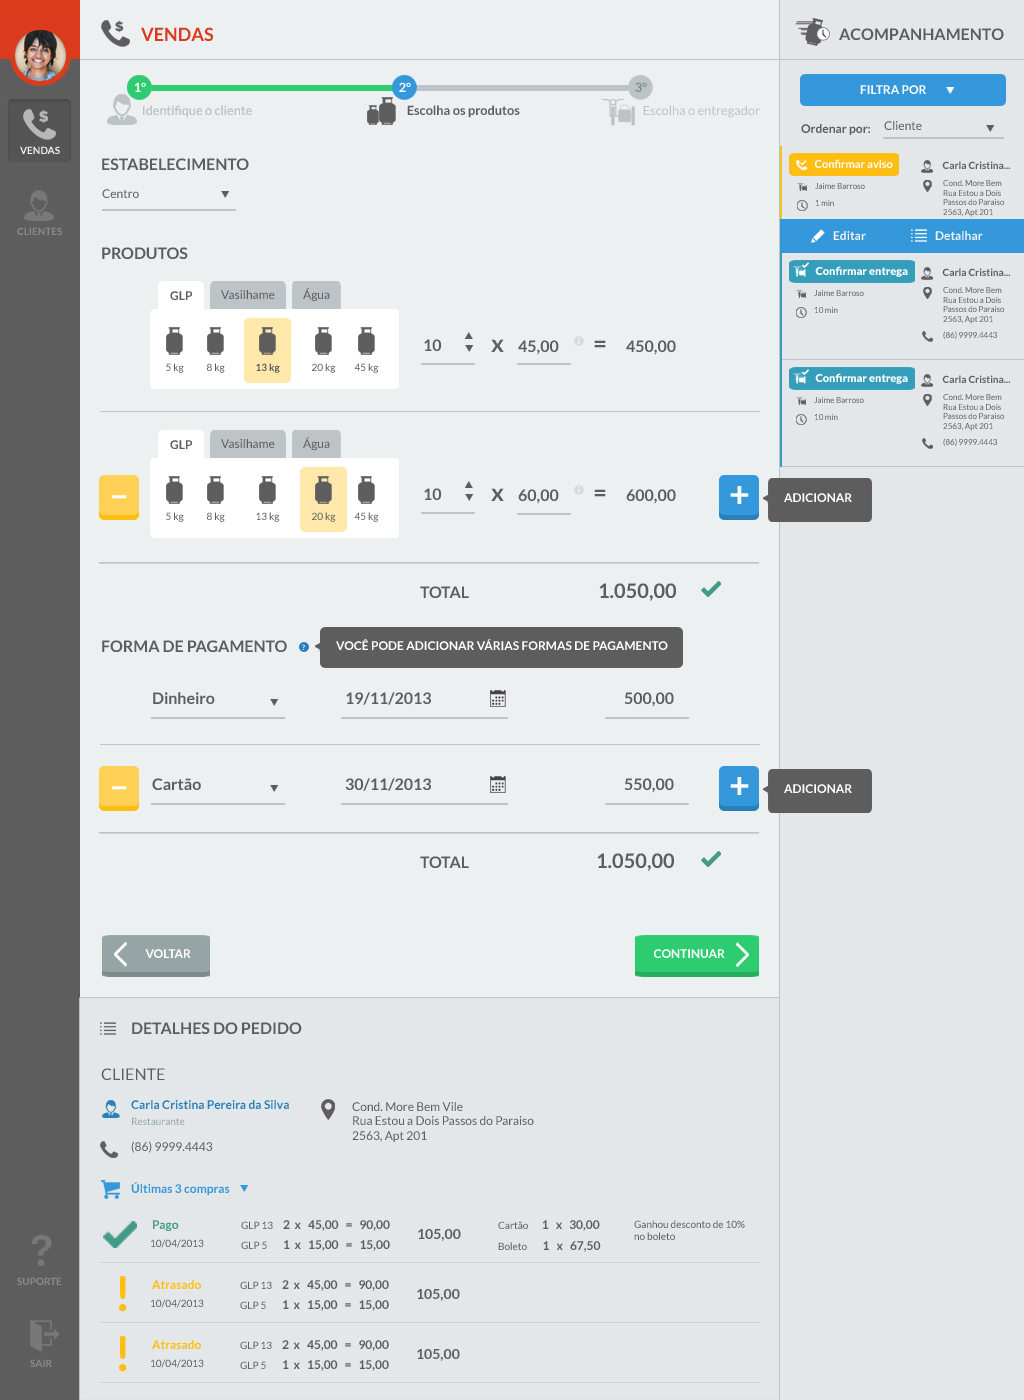 VENDAS
CLIENTES
SUPORTE
SAIR
VENDAS
1º
2º
3º
Identifique o cliente
Escolha os produtos
Escolha o entregador
ESTABELECIMENTO
Centro
PRODUTOS
GLP Vasilhame Água
5 kg 8 kg 13 kg 20 kg 45 kg
10 X 45,00 = 450,00
GLP Vasilhame Água
5 kg 8 kg 13 kg 20 kg 45 kg
– 10 X 60,00 = 600,00 +
ADICIONAR
TOTAL 1.050,00
FORMA DE PAGAMENTO ?
VOCÊ PODE ADICIONAR VÁRIAS FORMAS DE PAGAMENTO
Dinheiro 19/11/2013 500,00
– Cartão 30/11/2013 550,00 +
ADICIONAR
TOTAL 1.050,00
VOLTAR
CONTINUAR
DETALHES DO PEDIDO
CLIENTE
Carla Cristina Pereira da Silva
Restaurante
(86) 9999.4443
Cond. More Bem Vile
Rua Estou a Dois Passos do Paraiso
2563, Apt 201
Últimas 3 compras
Pago
10/04/2013
GLP 13 2 x 45,00 = 90,00
GLP 5 1 x 15,00 = 15,00
105,00
Cartão 1 x 30,00
Boleto 1 x 67,50
Ganhou desconto de 10%
no boleto
Atrasado
10/04/2013
GLP 13 2 x 45,00 = 90,00
GLP 5 1 x 15,00 = 15,00
105,00
Atrasado
10/04/2013
GLP 13 2 x 45,00 = 90,00
GLP 5 1 x 15,00 = 15,00
105,00
ACOMPANHAMENTO
FILTRA POR
Ordenar por: Cliente
Confirmar aviso
Jaime Barroso
1 min
Carla Cristina...
Cond. More Bem
Rua Estou a Dois
Passos do Paraiso
2563, Apt 201
Editar
Detalhar
Confirmar entrega
Jaime Barroso
10 min
Carla Cristina...
Cond. More Bem
Rua Estou a Dois
Passos do Paraiso
2563, Apt 201
(86) 9999.4443
Confirmar entrega
Jaime Barroso
10 min
Carla Cristina...
Cond. More Bem
Rua Estou a Dois
Passos do Paraiso
2563, Apt 201
(86) 9999.4443